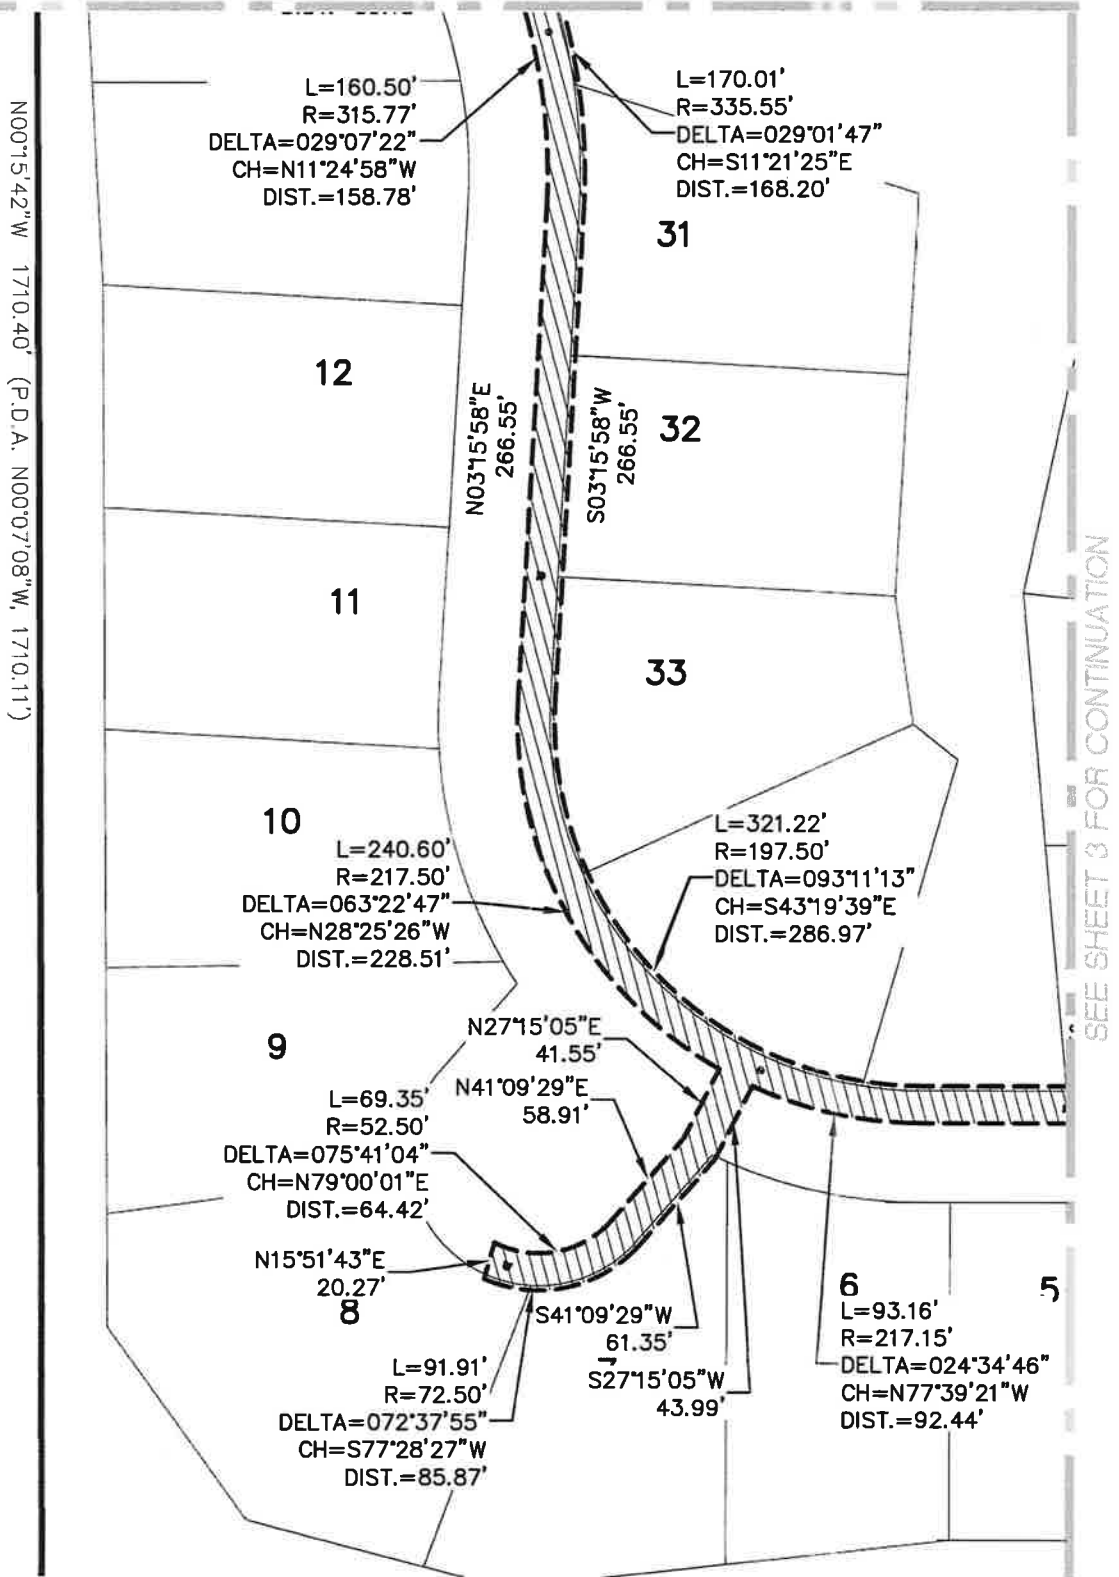 L=160.50'
R=315.77'
DELTA=029°07'22"
CH=N11°24'58"W
DIST.=158.78'
L=170.01'
R=335.55'
DELTA=029°01'47"
CH=S11°21'25"E
DIST.=168.20'
N00°15'42"W 1710.40' (P.D.A. N00°07'08"W, 1710.11')
31
12
N03°15'58"E
266.55'
S03°15'58"W
266.55'
32
11
33
SEE SHEET 3 FOR CONTINUATION
10
L=240.60'
R=217.50'
DELTA=063°22'47"
CH=N28°25'26"W
DIST.=228.51'
L=321.22'
R=197.50'
DELTA=093°11'13"
CH=S43°19'39"E
DIST.=286.97'
9
N27°15'05"E
41.55'
N41°09'29"E
58.91'
L=69.35'
R=52.50'
DELTA=075°41'04"
CH=N79°00'01"E
DIST.=64.42'
N15°51'43"E
20.27'
8
S41°09'29"W
61.35'
S27°15'05"W
43.99'
6
5
L=93.16'
R=217.15'
DELTA=024°34'46"
CH=N77°39'21"W
DIST.=92.44'
L=91.91'
R=72.50'
DELTA=072°37'55"
CH=S77°28'27"W
DIST.=85.87'